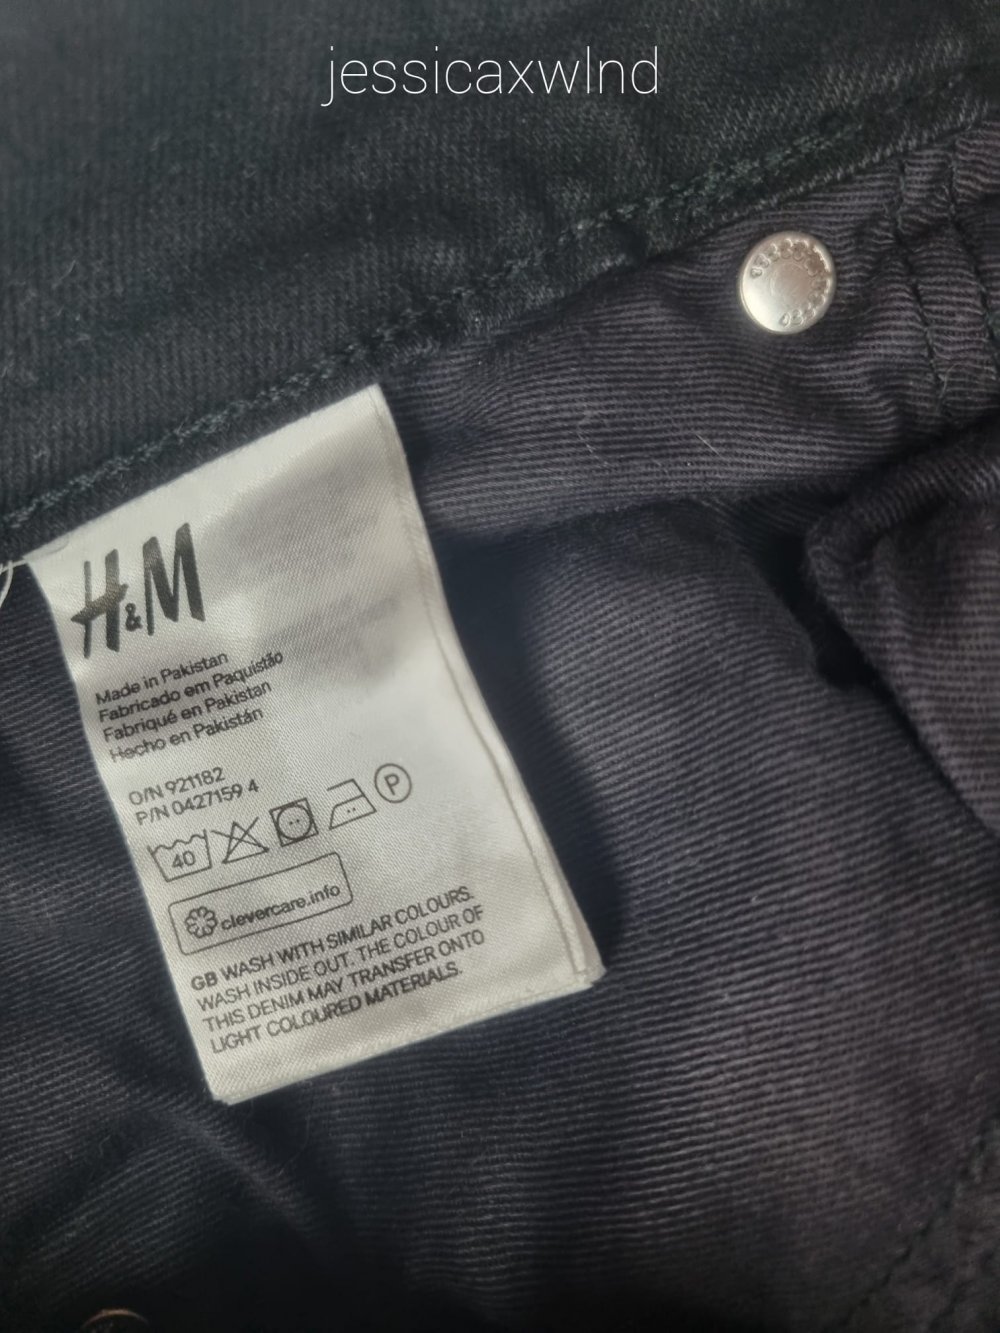 jessicaxwlnd
H&M
Made in Pakistan
Fabricado em Paquistão
Fabriqué en Pakistan
Hecho en Pakistán
O/N 921182
P/N 0427159 4
40
P
clevercare.info
GB WASH WITH SIMILAR COLOURS.
WASH INSIDE OUT. THE COLOUR OF
THIS DENIM MAY TRANSFER ONTO
LIGHT COLOURED MATERIALS.